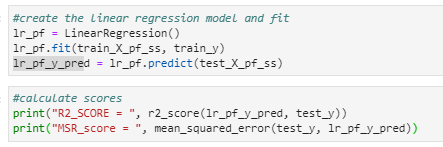 #create the linear regression model and fit
lr_pf = LinearRegression()
lr_pf.fit(train_X_pf_ss, train_y)
lr_pf_y_pred = lr_pf.predict(test_X_pf_ss)
#calculate scores
print("R2_SCORE = ", r2_score(lr_pf_y_pred, test_y))
print("MSR_score = ", mean_squared_error(test_y, lr_pf_y_pred))